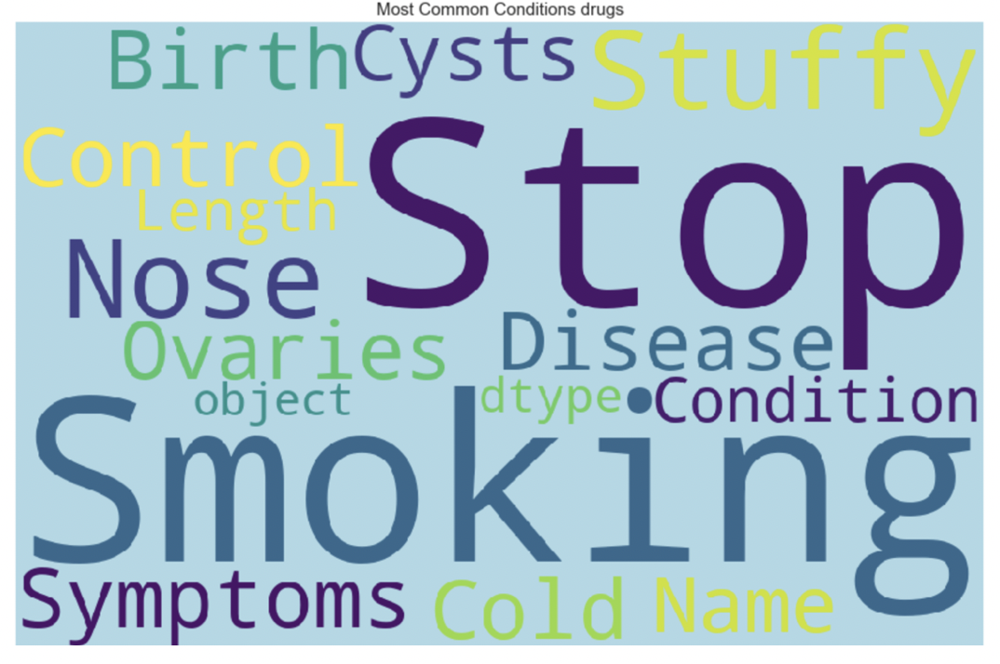 Most Common Conditions drugs
Birth Cysts Stuffy
Control
Stop
Length
Nose
Ovaries Disease
object dtype Condition
Smoking
Symptoms Cold Name